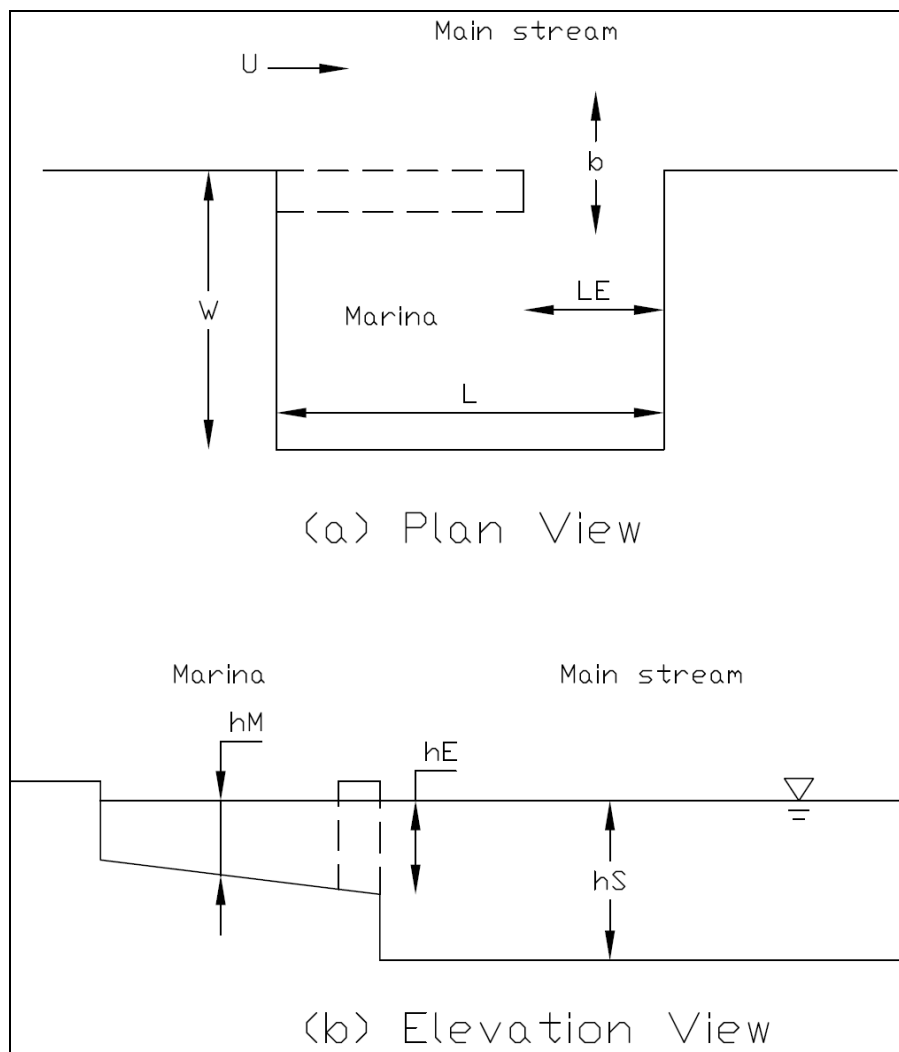 Main stream
U
b
W
LE
Marina
L
(a) Plan View
Marina
Main stream
hM
hE
hS
(b) Elevation View